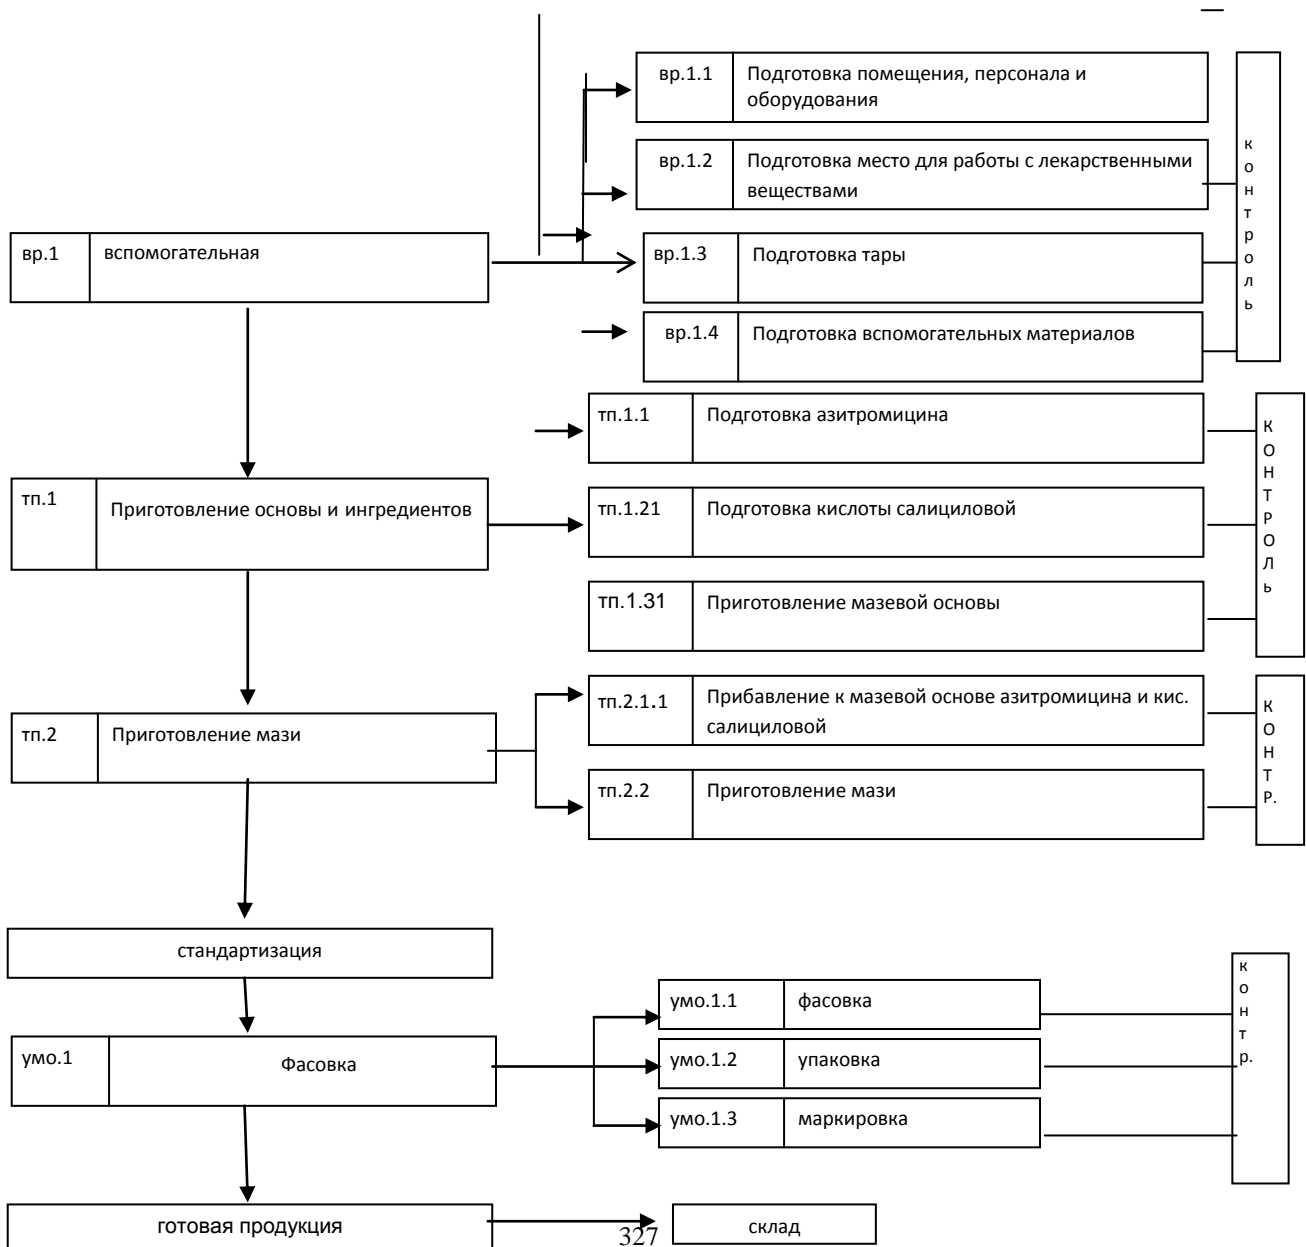 вр.1.1 Подготовка помещения, персонала и
оборудования
вр.1.2 Подготовка место для работы с лекарственными
веществами
вр.1 вспомогательная
вр.1.3 Подготовка тары
вр.1.4 Подготовка вспомогательных материалов
контроль
тп.1.1 Подготовка азитромицина
тп.1 Приготовление основы и ингредиентов
тп.1.21 Подготовка кислоты салициловой
тп.1.31 Приготовление мазевой основы
КОНТРОЛЬ
тп.2 Приготовление мази
тп.2.1.1 Прибавление к мазевой основе азитромицина и кис.
салициловой
тп.2.2 Приготовление мази
КОНТР.
стандартизация
умо.1 Фасовка
умо.1.1 фасовка
умо.1.2 упаковка
умо.1.3 маркировка
контр.
готовая продукция
327
склад